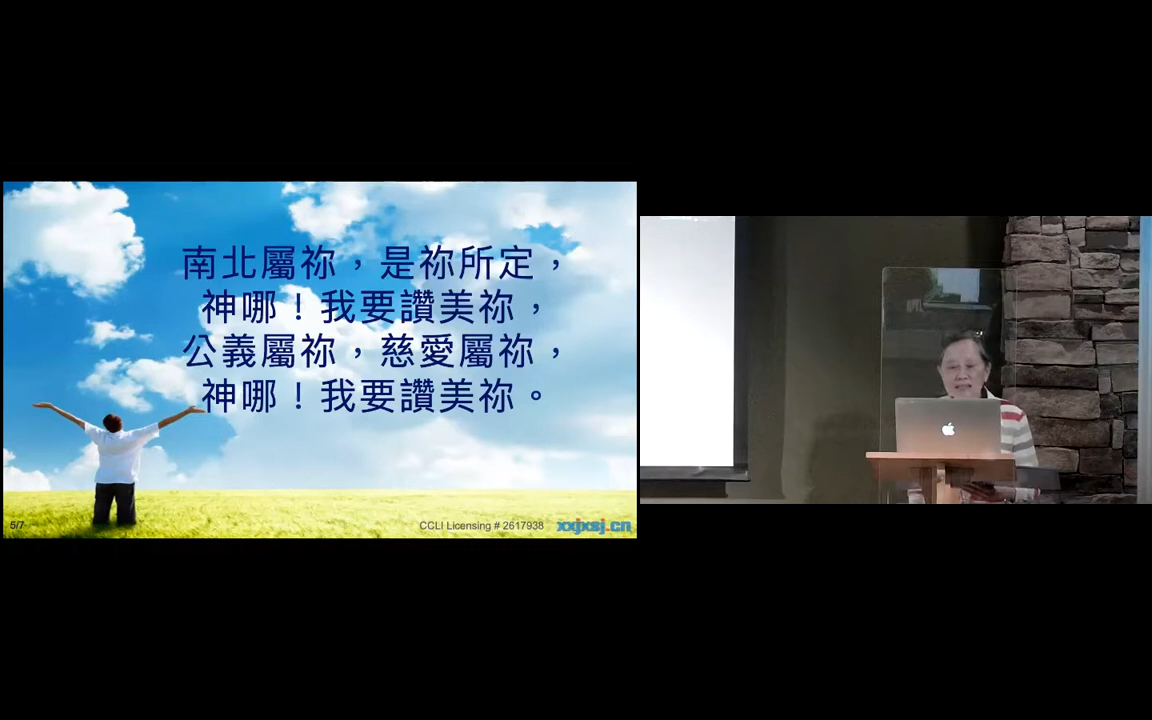 南北屬祢，是祢所定，
神哪！我要讚美祢，
公義屬祢，慈愛屬祢，
神哪！我要讚美祢。
5/7
CCLI Licensing # 2617938
xxjxsj.cn